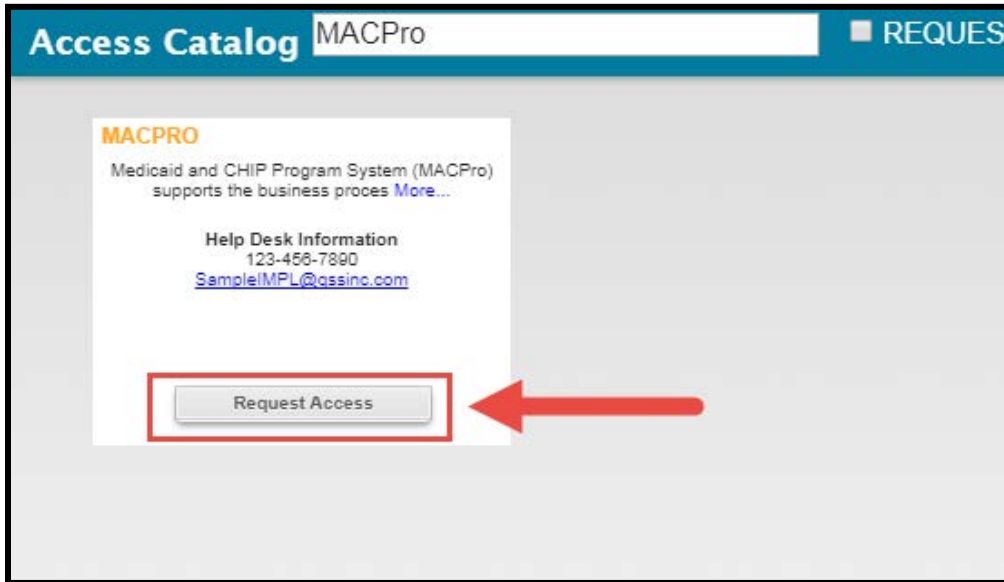 Access Catalog MACPro REQUES
MACPRO
Medicaid and CHIP Program System (MACPro)
supports the business proces More...
Help Desk Information
123-456-7890
SampleIMPL@qssinc.com
Request Access